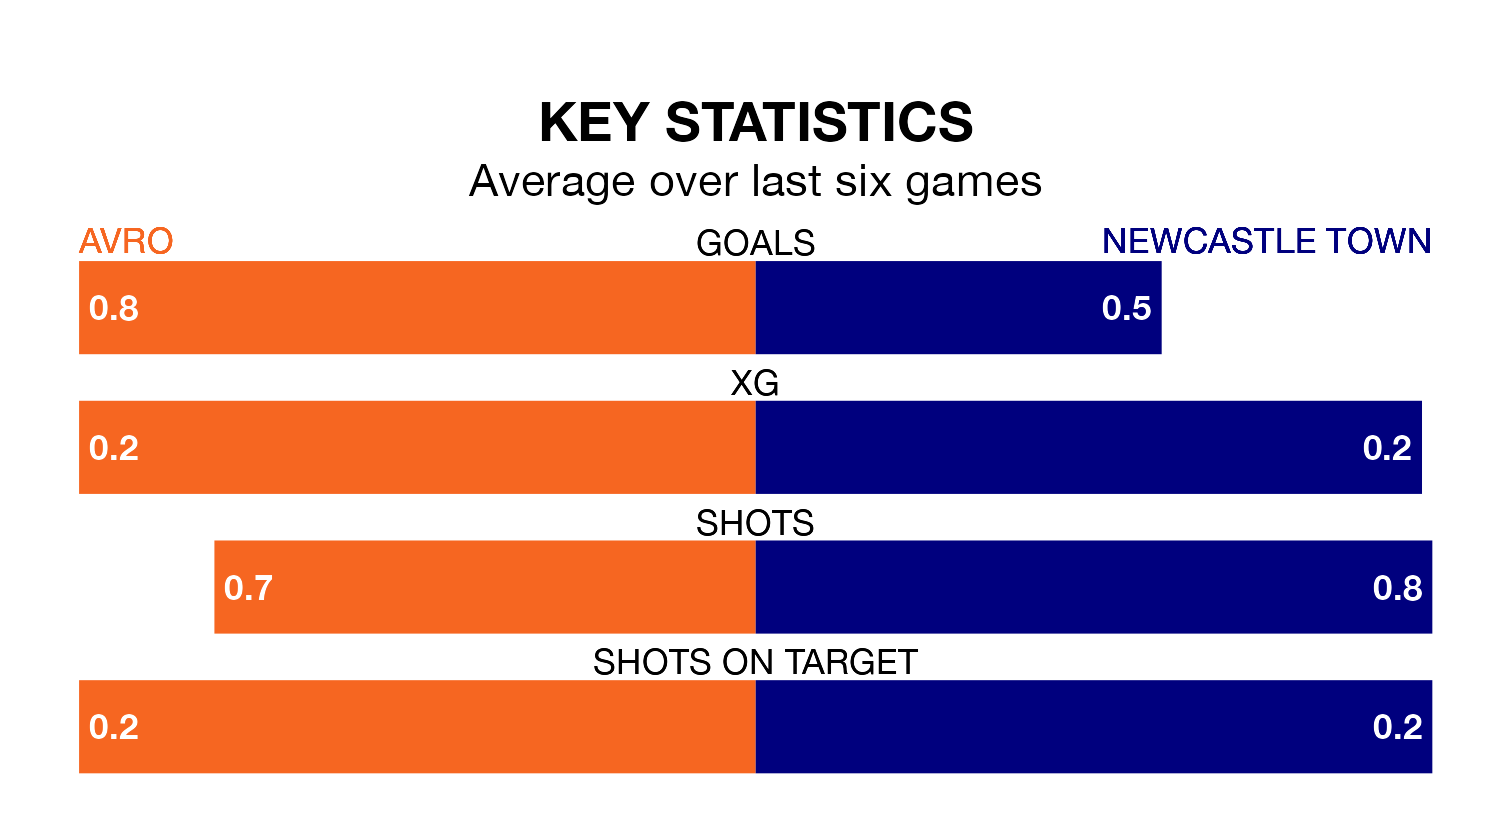 KEY STATISTICS
Average over last six games
AVRO GOALS NEWCASTLE TOWN
0.8 0.5
XG
0.2 0.2
SHOTS
0.7 0.8
SHOTS ON TARGET
0.2 0.2